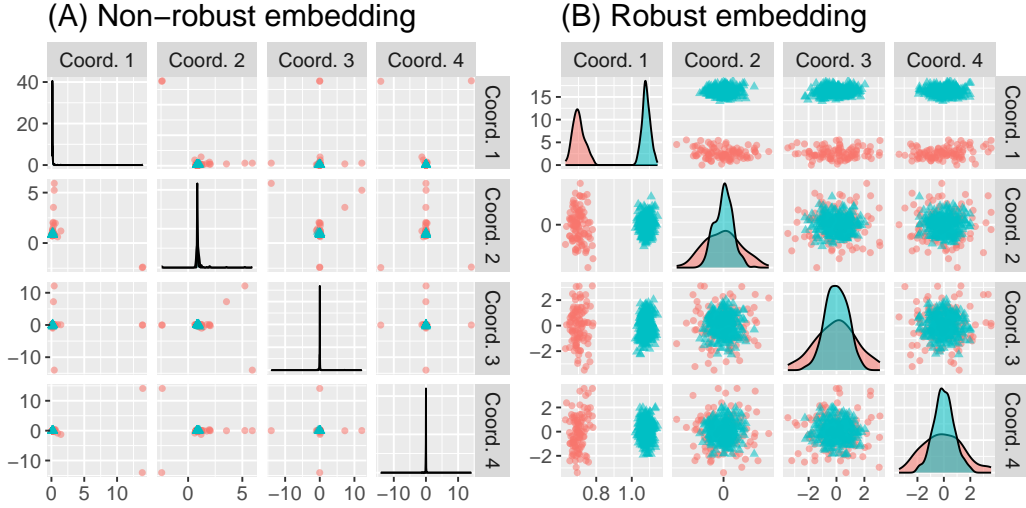 (A) Non−robust embedding
(B) Robust embedding
Coord. 1 Coord. 2 Coord. 3 Coord. 4
Coord. 1 Coord. 2 Coord. 3 Coord. 4
40
20
0
Coord. 1
15
10
5
0
Coord. 1
5
0
Coord. 2
0
Coord. 2
10
0
−10
Coord. 3
2
0
−2
Coord. 3
10
0
−10
Coord. 4
2
0
−2
Coord. 4
0 5 10 0 5 −10 0 10 −10 0 10
0.8 1.0 0 −2 0 2 −2 0 2